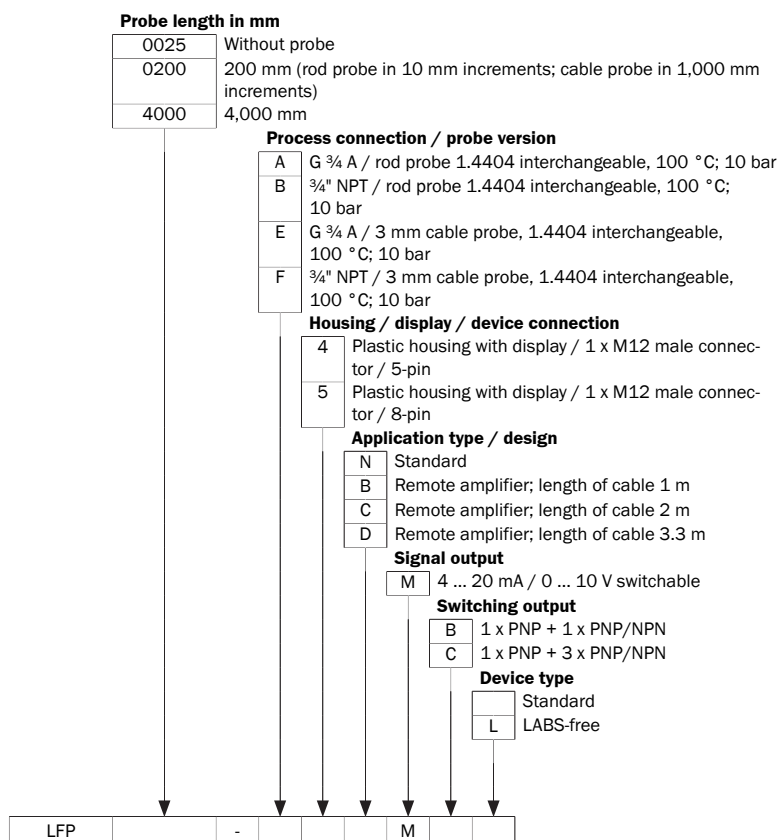 Probe length in mm
0025 Without probe
0200 200 mm (rod probe in 10 mm increments; cable probe in 1,000 mm
increments)
4000 4,000 mm
Process connection / probe version
A G ¾ A / rod probe 1.4404 interchangeable, 100 °C; 10 bar
B ¾" NPT / rod probe 1.4404 interchangeable, 100 °C;
10 bar
E G ¾ A / 3 mm cable probe, 1.4404 interchangeable,
100 °C; 10 bar
F ¾" NPT / 3 mm cable probe, 1.4404 interchangeable,
100 °C; 10 bar
Housing / display / device connection
4 Plastic housing with display / 1 x M12 male connec-
tor / 5-pin
5 Plastic housing with display / 1 x M12 male connec-
tor / 8-pin
Application type / design
N Standard
B Remote amplifier; length of cable 1 m
C Remote amplifier; length of cable 2 m
D Remote amplifier; length of cable 3.3 m
Signal output
M 4 ... 20 mA / 0 ... 10 V switchable
Switching output
B 1 x PNP + 1 x PNP/NPN
C 1 x PNP + 3 x PNP/NPN
Device type
Standard
L LABS-free
LFP - M